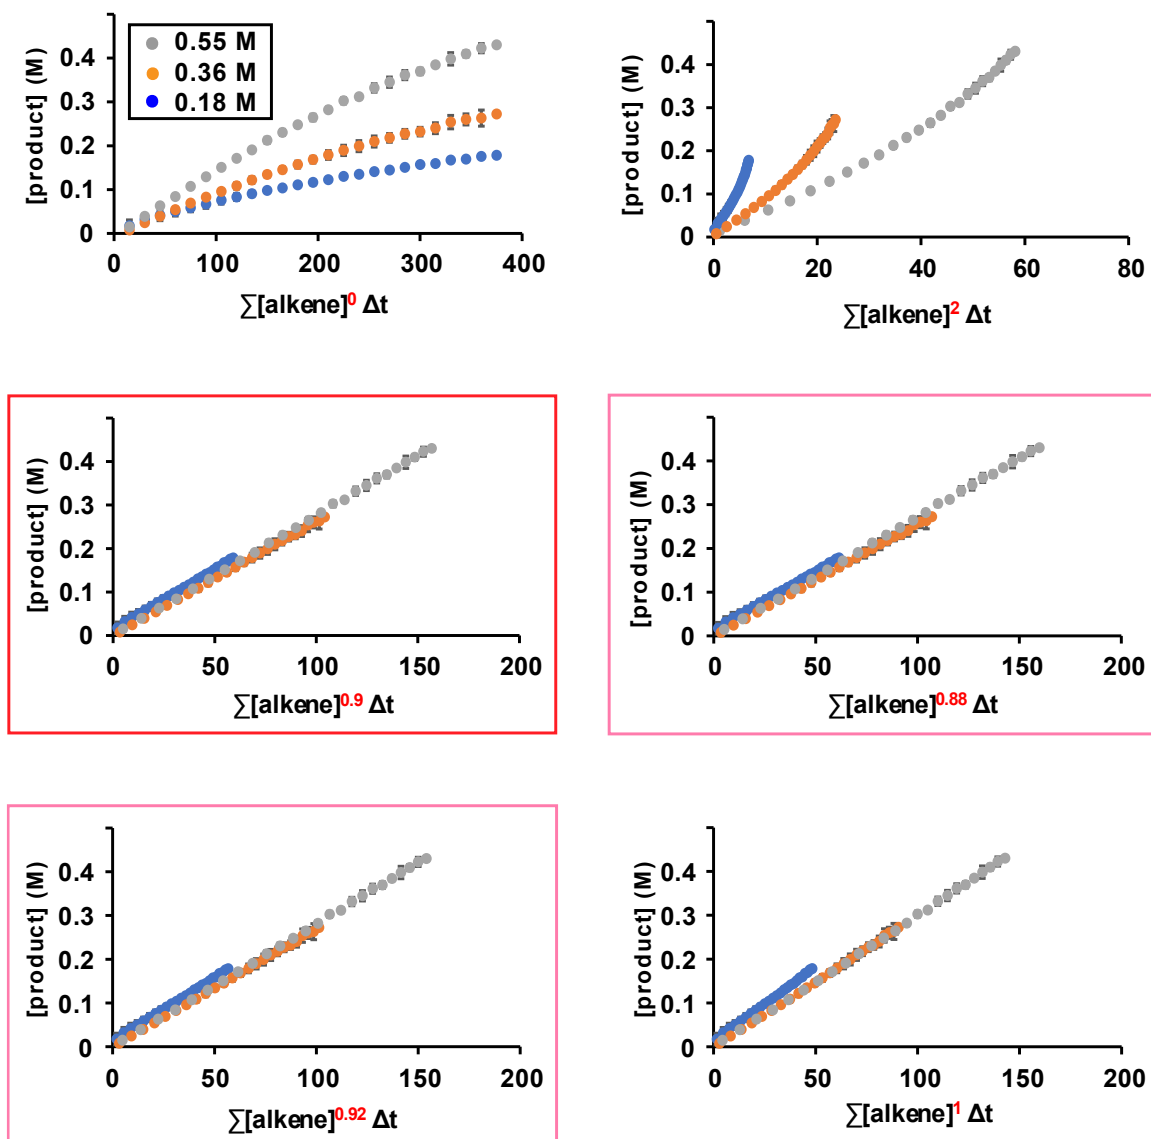 0.55 M
0.36 M
0.18 M
[product] (M)
0.4
0.3
0.2
0.1
0
0 100 200 300 400
∑[alkene]⁰ Δt
[product] (M)
0.4
0.3
0.2
0.1
0
0 20 40 60 80
∑[alkene]² Δt
[product] (M)
0.4
0.3
0.2
0.1
0
0 50 100 150 200
∑[alkene]⁰·⁹ Δt
[product] (M)
0.4
0.3
0.2
0.1
0
0 50 100 150 200
∑[alkene]⁰·⁸⁸ Δt
[product] (M)
0.4
0.3
0.2
0.1
0
0 50 100 150 200
∑[alkene]⁰·⁹² Δt
[product] (M)
0.4
0.3
0.2
0.1
0
0 50 100 150 200
∑[alkene]¹ Δt